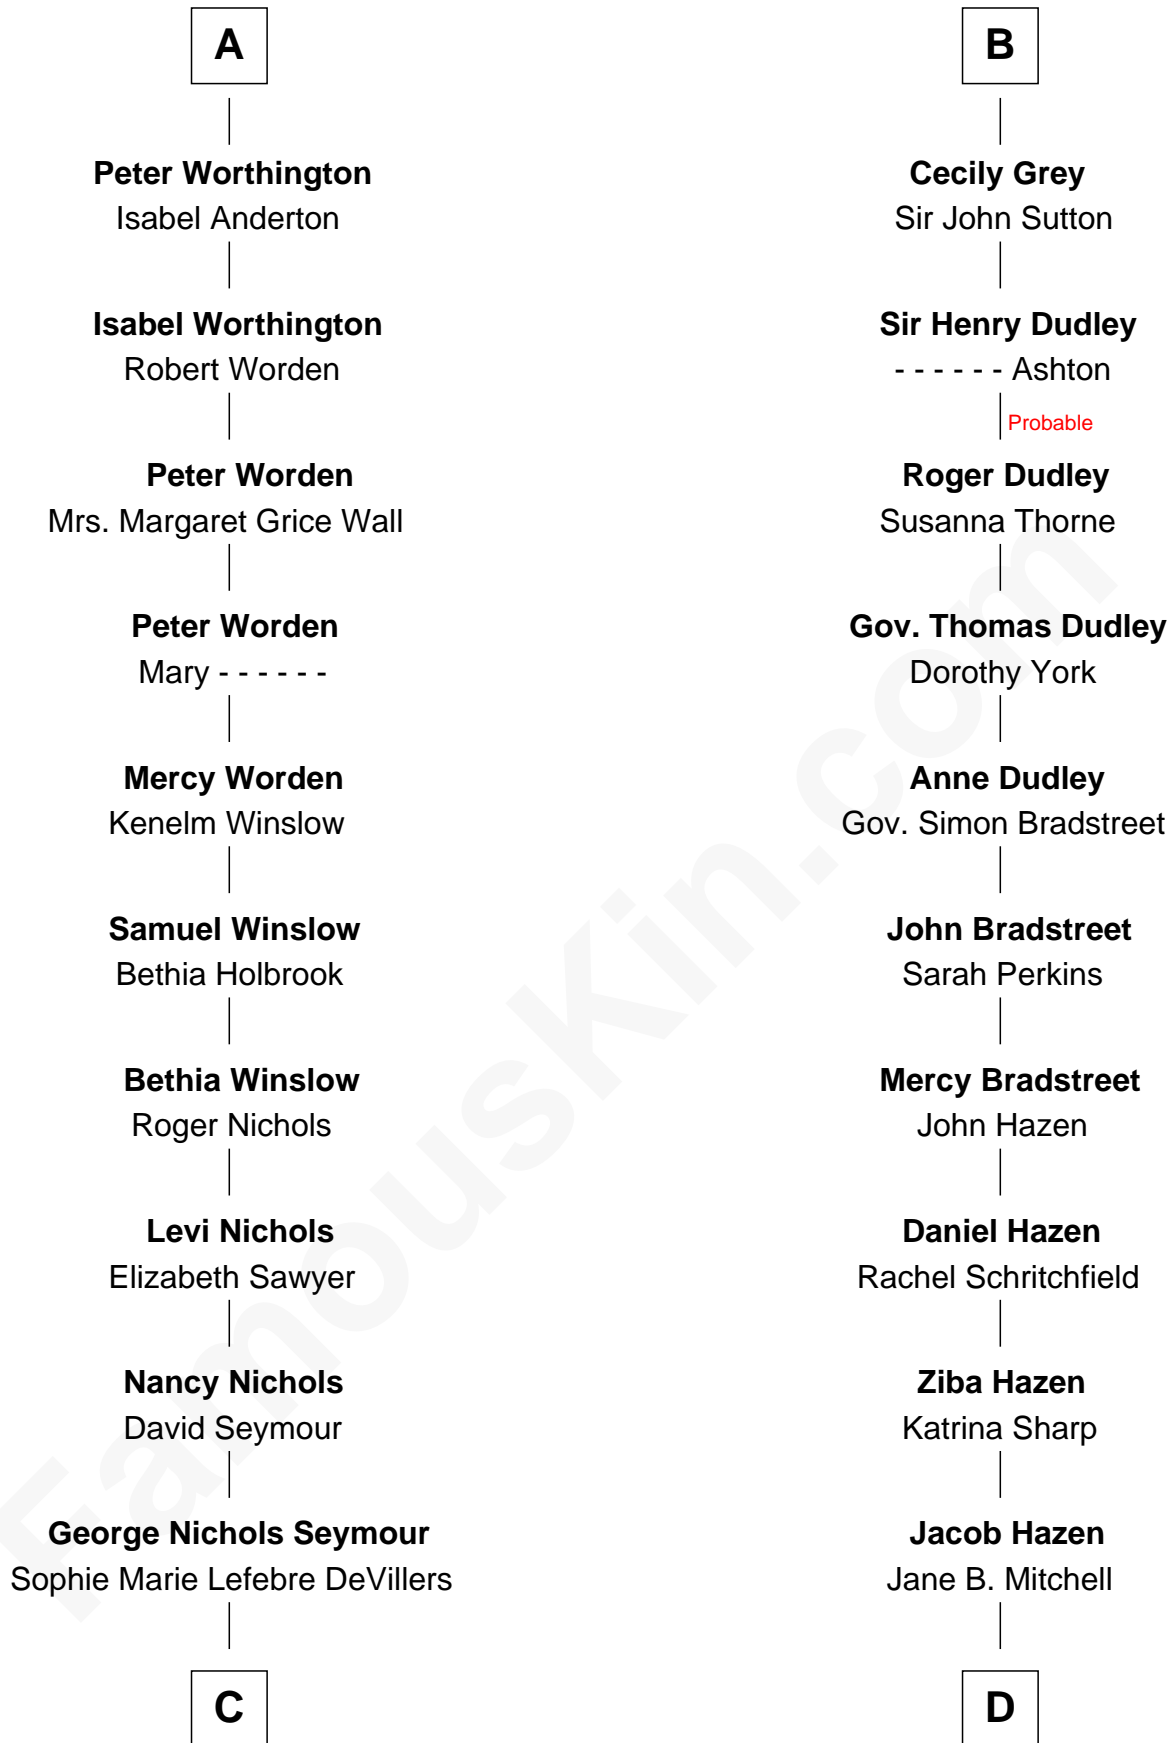 A
Peter Worthington
Isabel Anderton
Isabel Worthington
Robert Worden
Peter Worden
Mrs. Margaret Grice Wall
Peter Worden
Mary - - - - - -
Mercy Worden
Kenelm Winslow
Samuel Winslow
Bethia Holbrook
Bethia Winslow
Roger Nichols
Levi Nichols
Elizabeth Sawyer
Nancy Nichols
David Seymour
George Nichols Seymour
Sophie Marie Lefebre DeVillers
C
B
Cecily Grey
Sir John Sutton
Sir Henry Dudley
- - - - - - Ashton
Probable
Roger Dudley
Susanna Thorne
Gov. Thomas Dudley
Dorothy York
Anne Dudley
Gov. Simon Bradstreet
John Bradstreet
Sarah Perkins
Mercy Bradstreet
John Hazen
Daniel Hazen
Rachel Schritchfield
Ziba Hazen
Katrina Sharp
Jacob Hazen
Jane B. Mitchell
D
FamousKin.com